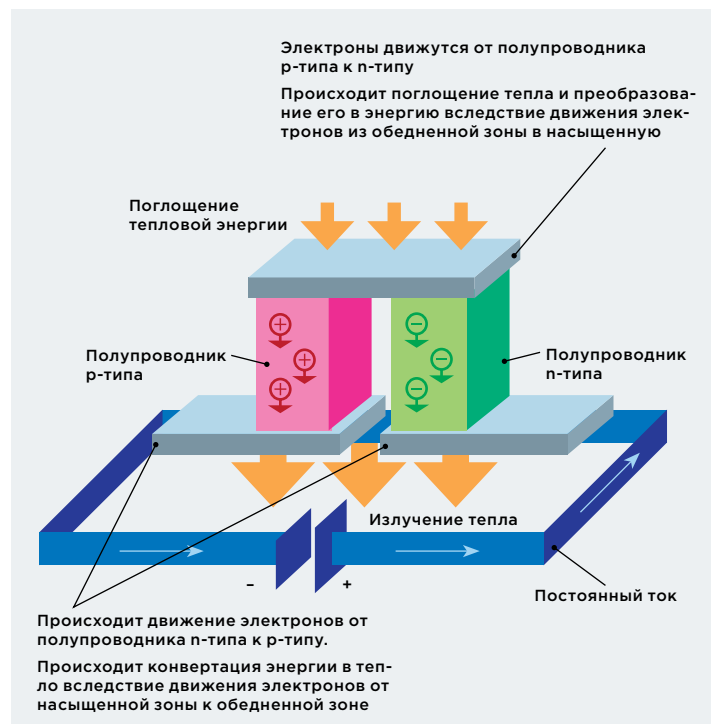 Электроны движутся от полупроводника
p-типа к n-типу
Происходит поглощение тепла и преобразова-
ние его в энергию вследствие движения элек-
тронов из обедненной зоны в насыщенную
Поглощение
тепловой энергии
Полупроводник
p-типа
Полупроводник
n-типа
Излучение тепла
–
+
Постоянный ток
Происходит движение электронов от
полупроводника n-типа к p-типу.
Происходит конвертация энергии в теп-
ло вследствие движения электронов от
насыщенной зоны к обедненной зоне